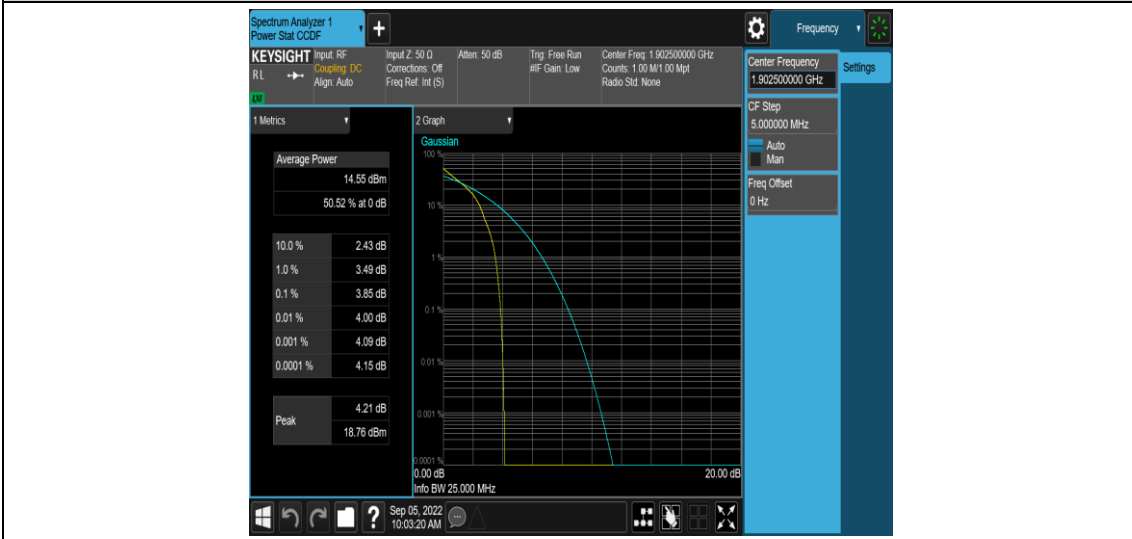 Spectrum Analyzer 1
Power Stat CCDF
+
Frequency
KEYSIGHT
RL
LXI
Input: RF
Coupling: DC
Align: Auto
Input Z: 50 Ω
Corrections: Off
Freq Ref: Int (S)
Atten: 50 dB
Trig: Free Run
#IF Gain: Low
Center Freq: 1.902500000 GHz
Counts: 1.00 M/1.00 Mpt
Radio Std: None
Center Frequency
1.902500000 GHz
Settings
CF Step
5.000000 MHz
Auto
Man
Freq Offset
0 Hz
1 Metrics
Average Power
14.55 dBm
50.52 % at 0 dB
10.0 % 2.43 dB
1.0 % 3.49 dB
0.1 % 3.85 dB
0.01 % 4.00 dB
0.001 % 4.09 dB
0.0001 % 4.15 dB
Peak 4.21 dB
18.76 dBm
2 Graph
Gaussian
100 %
10 %
1 %
0.1 %
0.01 %
0.001 %
0.0001 %
0.00 dB 20.00 dB
Info BW 25.000 MHz
?
Sep 05, 2022
10:03:20 AM